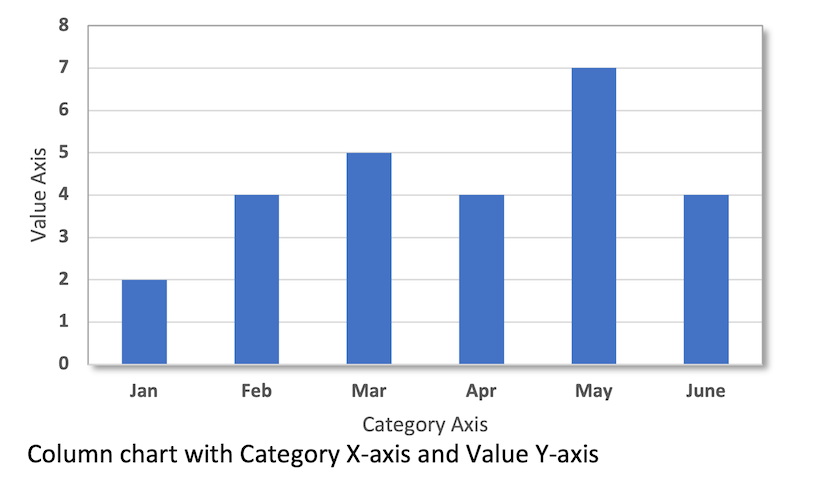 8
7
6
5
4
3
2
1
0
Value Axis
Jan Feb Mar Apr May June
Category Axis
Column chart with Category X-axis and Value Y-axis